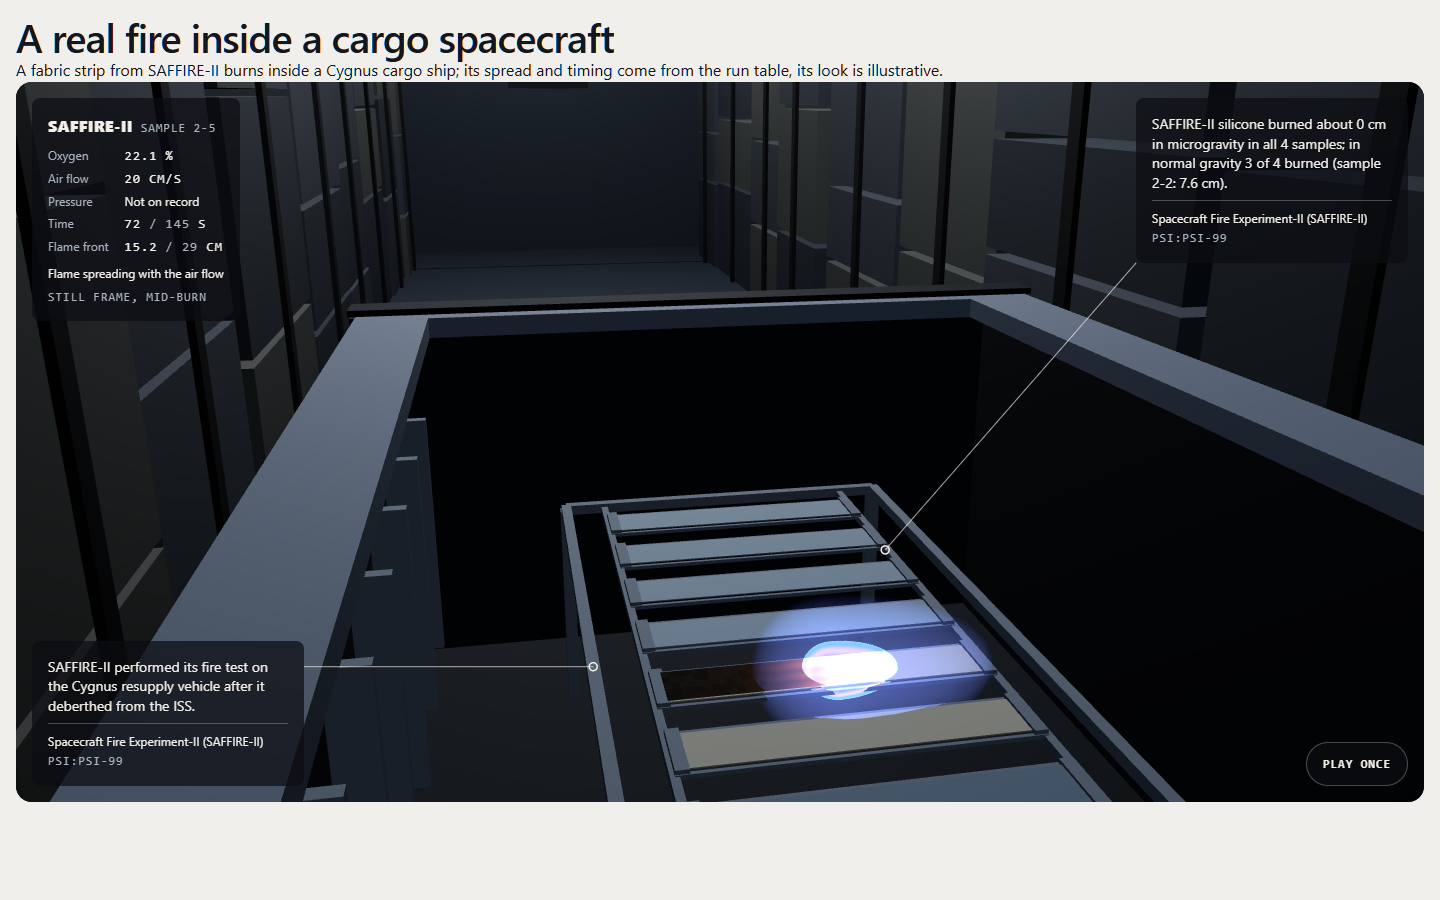 A real fire inside a cargo spacecraft
A fabric strip from SAFFIRE-II burns inside a Cygnus cargo ship; its spread and timing come from the run table, its look is illustrative.
SAFFIRE-II SAMPLE 2-5
Oxygen 22.1 %
Air flow 20 CM/S
Pressure Not on record
Time 72 / 145 S
Flame front 15.2 / 29 CM
Flame spreading with the air flow
STILL FRAME, MID-BURN
SAFFIRE-II silicone burned about 0 cm
in microgravity in all 4 samples; in
normal gravity 3 of 4 burned (sample
2-2: 7.6 cm).
Spacecraft Fire Experiment-II (SAFFIRE-II)
PSI:PSI-99
SAFFIRE-II performed its fire test on
the Cygnus resupply vehicle after it
deberthed from the ISS.
Spacecraft Fire Experiment-II (SAFFIRE-II)
PSI:PSI-99
PLAY ONCE